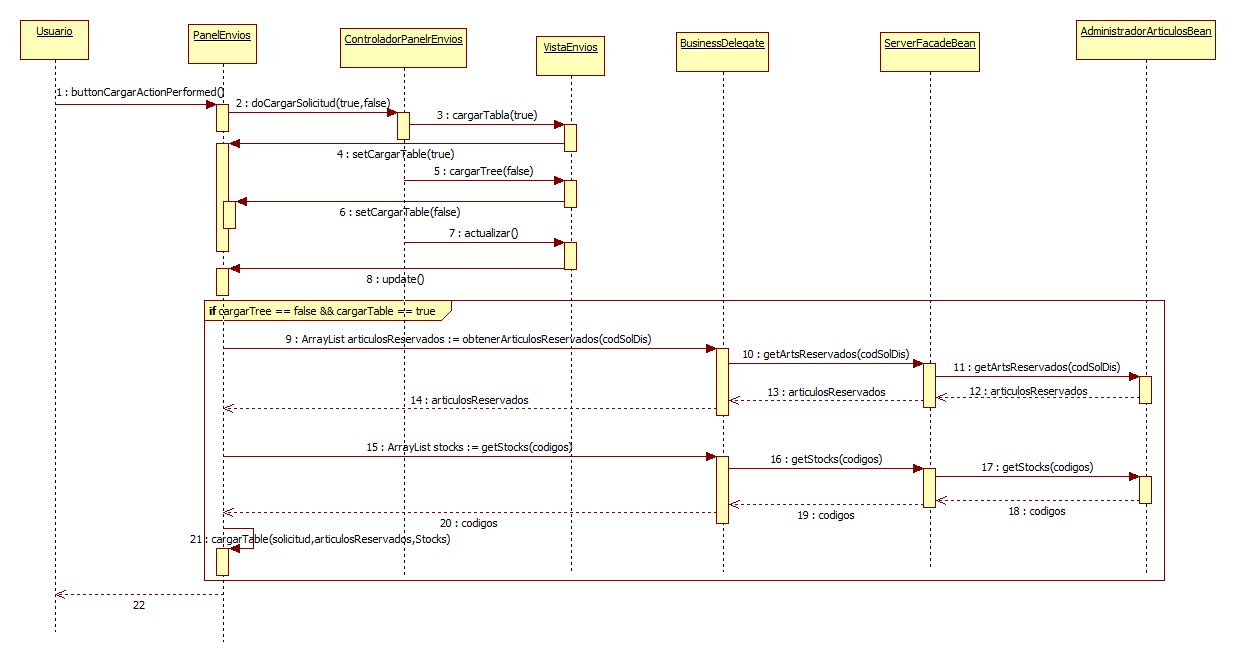 Usuario
PanelEnvios
ControladorPanelrEnvios
VistaEnvios
BusinessDelegate
ServerFacadeBean
AdministradorArticulosBean
1 : buttonCargarActionPerformed()
2 : doCargarSolicitud(true,false)
3 : cargarTabla(true)
4 : setCargarTable(true)
5 : cargarTree(false)
6 : setCargarTable(false)
7 : actualizar()
8 : update()
if cargarTree == false && cargarTable == true
9 : ArrayList articulosReservados := obtenerArticulosReservados(codSolDis)
10 : getArtsReservados(codSolDis)
11 : getArtsReservados(codSolDis)
12 : articulosReservados
13 : articulosReservados
14 : articulosReservados
15 : ArrayList stocks := getStocks(codigos)
16 : getStocks(codigos)
17 : getStocks(codigos)
18 : codigos
19 : codigos
20 : codigos
21 : cargarTable(solicitud,articulosReservados,Stocks)
22